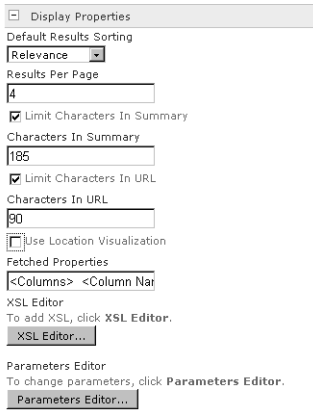 Display Properties
Default Results Sorting
Relevance
Results Per Page
4
Limit Characters In Summary
Characters In Summary
185
Limit Characters In URL
Characters In URL
90
Use Location Visualization
Fetched Properties
<Columns> <Column Nar
XSL Editor
To add XSL, click XSL Editor.
XSL Editor...
Parameters Editor
To change parameters, click Parameters Editor.
Parameters Editor...